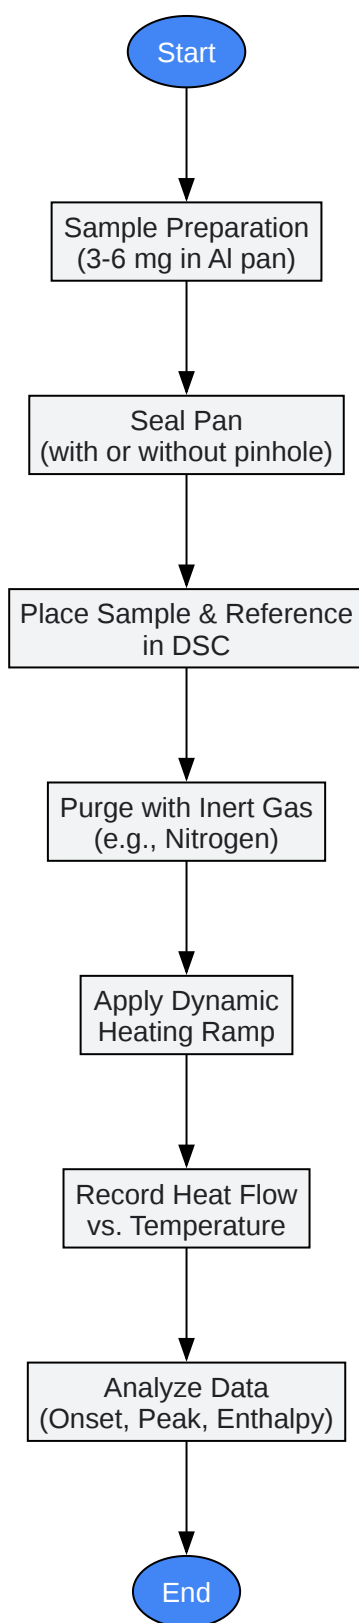 Start
Sample Preparation
(3-6 mg in Al pan)
Seal Pan
(with or without pinhole)
Place Sample & Reference
in DSC
Purge with Inert Gas
(e.g., Nitrogen)
Apply Dynamic
Heating Ramp
Record Heat Flow
vs. Temperature
Analyze Data
(Onset, Peak, Enthalpy)
End